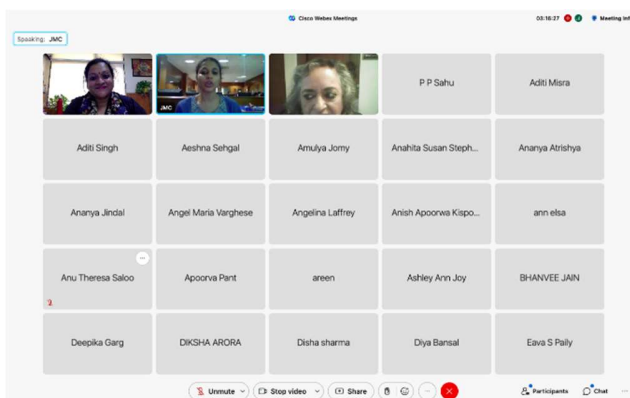 Cisco Webex Meetings
03:16:27
Meeting Inf
Speaking: JMC
JMC
P P Sahu
Aditi Misra
Aditi Singh
Aeshna Sehgal
Amulya Jomy
Anahita Susan Steph...
Ananya Atrishya
Ananya Jindal
Angel Maria Varghese
Angelina Laffrey
Anish Apoorwa Kispo...
ann elsa
Anu Theresa Saloo
Apoorva Pant
areen
Ashley Ann Joy
BHANVEE JAIN
Deepika Garg
DIKSHA ARORA
Disha sharma
Diya Bansal
Eava S Paily
Unmute
Stop video
Share
Participants
Chat